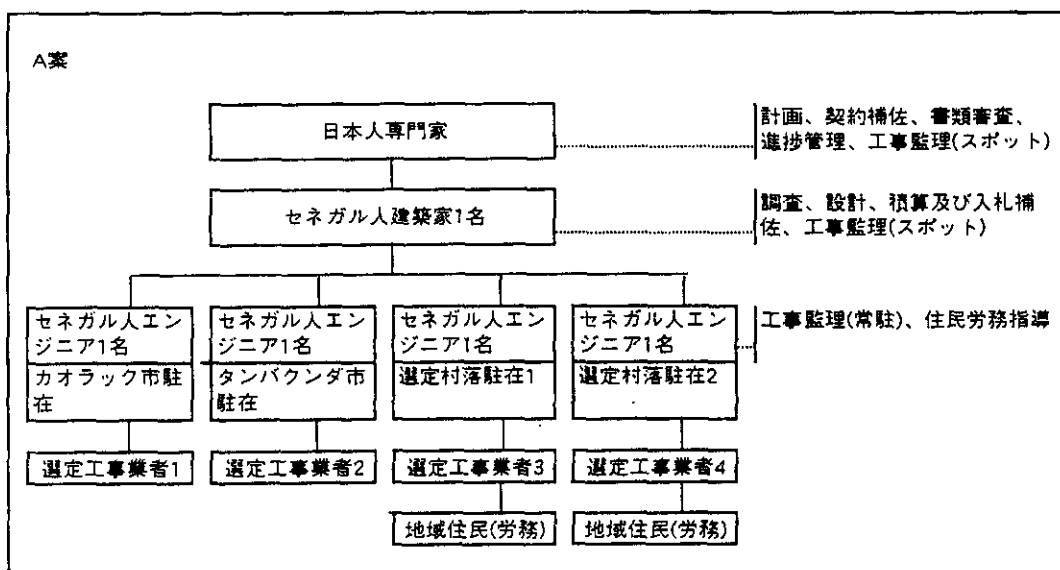 A案
日本人専門家
計画、契約補佐、書類審査、
進捗管理、工事監理(スポット)
セネガル人建築家1名
調査、設計、積算及び入札補
佐、工事監理(スポット)
セネガル人エン
ジニア1名
カオラック市駐
在
セネガル人エン
ジニア1名
タンバクンダ市
駐在
セネガル人エン
ジニア1名
選定村落駐在1
セネガル人エン
ジニア1名
選定村落駐在2
工事監理(常駐)、住民労務指導
選定工事業者1
選定工事業者2
選定工事業者3
選定工事業者4
地域住民(労務)
地域住民(労務)